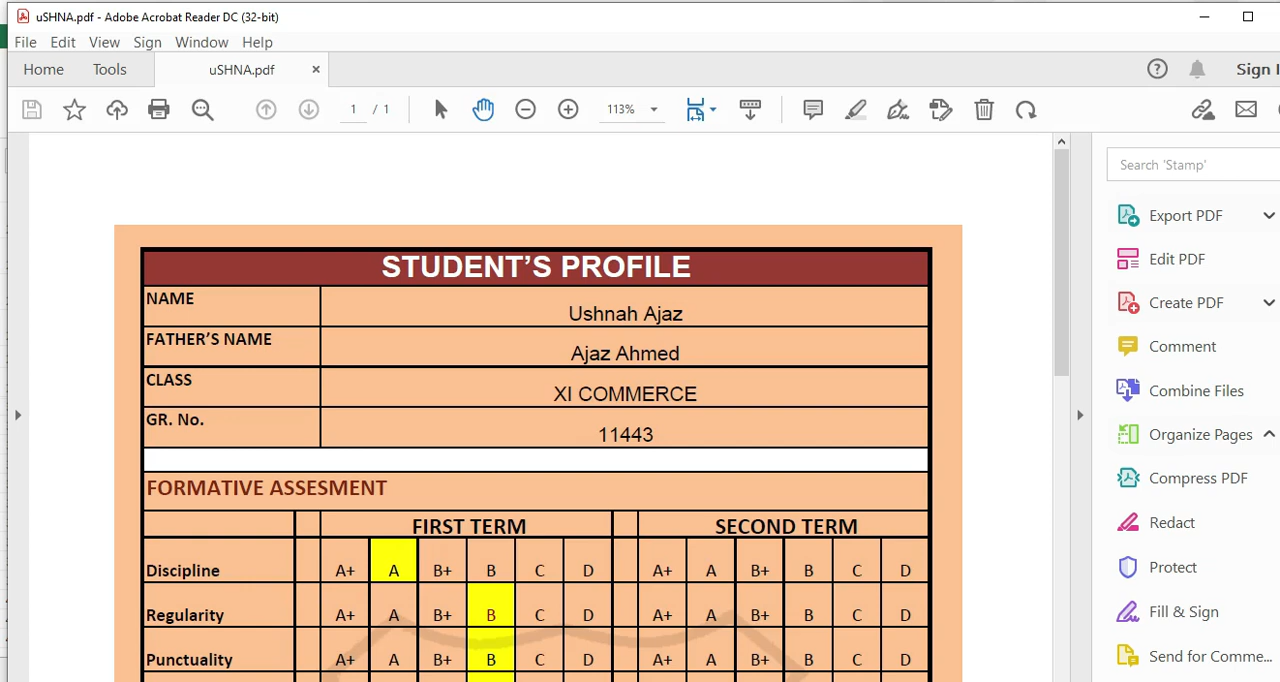 uSHNA.pdf - Adobe Acrobat Reader DC (32-bit)
File Edit View Sign Window Help
Home Tools uSHNA.pdf × Sign I
1 / 1 113%
Search 'Stamp'
Export PDF
Edit PDF
Create PDF
Comment
Combine Files
Organize Pages
Compress PDF
Redact
Protect
Fill & Sign
Send for Comme...
STUDENT'S PROFILE
NAME Ushnah Ajaz
FATHER'S NAME Ajaz Ahmed
CLASS XI COMMERCE
GR. No. 11443
FORMATIVE ASSESMENT
FIRST TERM SECOND TERM
Discipline A+ A B+ B C D A+ A B+ B C D
Regularity A+ A B+ B C D A+ A B+ B C D
Punctuality A+ A B+ B C D A+ A B+ B C D